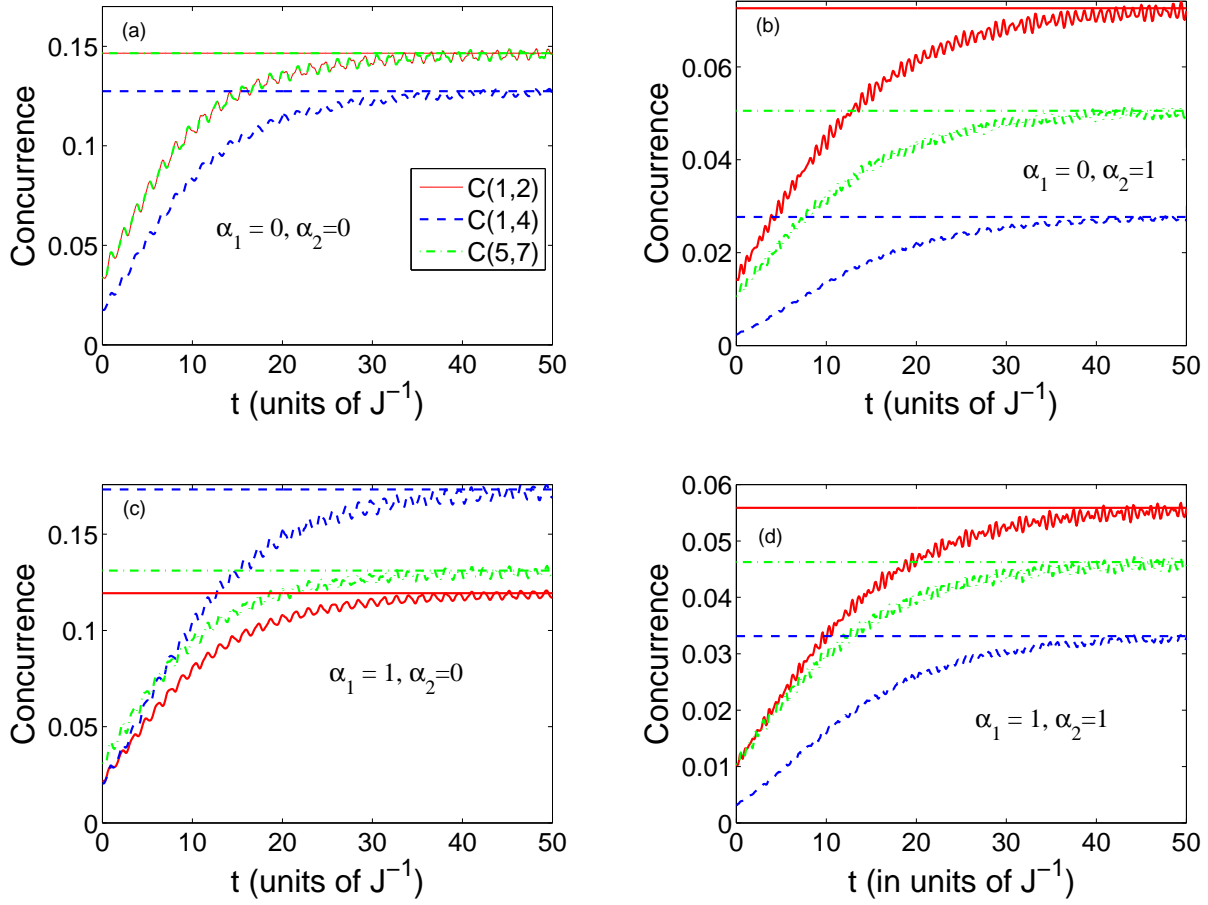 (a)
Concurrence
0.15
0.1
0.05
0
C(1,2)
C(1,4)
C(5,7)
α₁ = 0, α₂=0
0 10 20 30 40 50
t (units of J⁻¹)
(b)
Concurrence
0.06
0.04
0.02
0
α₁ = 0, α₂=1
0 10 20 30 40 50
t (units of J⁻¹)
(c)
Concurrence
0.15
0.1
0.05
0
α₁ = 1, α₂=0
0 10 20 30 40 50
t (units of J⁻¹)
(d)
Concurrence
0.06
0.05
0.04
0.03
0.02
0.01
0
α₁ = 1, α₂=1
0 10 20 30 40 50
t (in units of J⁻¹)